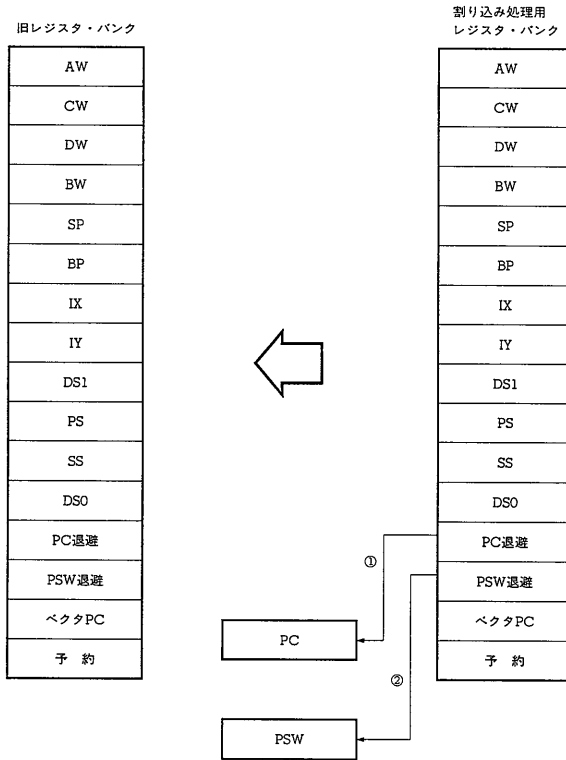 旧レジスタ・バンク
AW
CW
DW
BW
SP
BP
IX
IY
DS1
PS
SS
DS0
PC退避
PSW退避
ベクタPC
予 約
割り込み処理用
レジスタ・バンク
AW
CW
DW
BW
SP
BP
IX
IY
DS1
PS
SS
DS0
PC退避
PSW退避
ベクタPC
予 約
①
PC
②
PSW